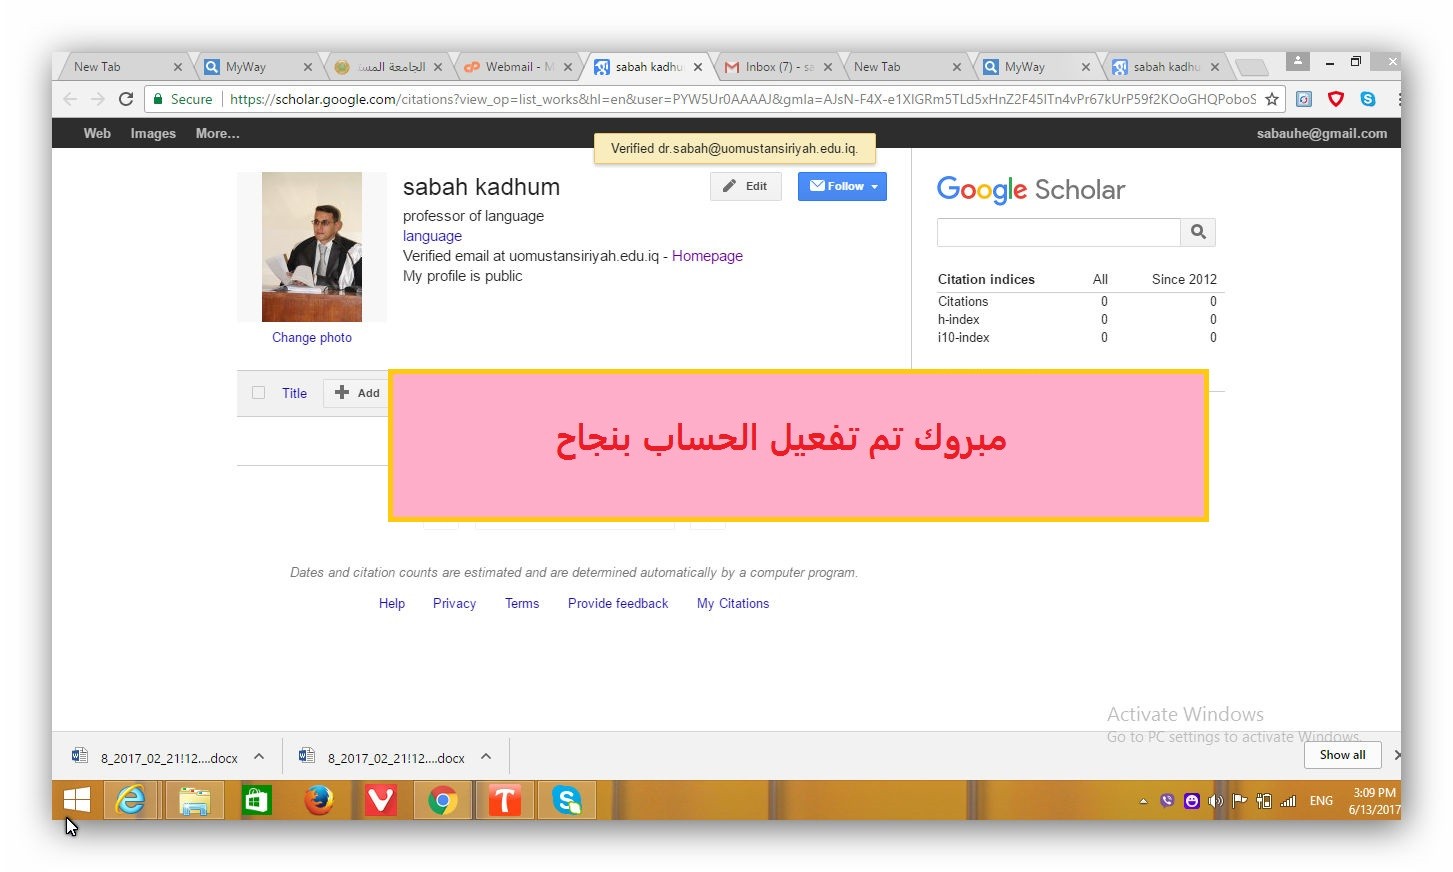 New Tab
MyWay
الجامعة المست
Webmail - M
sabah kadhu
Inbox (7) - sa
New Tab
MyWay
sabah kadhu
Secure
https://scholar.google.com/citations?view_op=list_works&hl=en&user=PYW5Ur0AAAAJ&gmla=AJsN-F4X-e1XIGRm5TLd5xHnZ2F45ITn4vPr67kUrP59f2KOoGHQPoboS
Web Images More...
sabauhe@gmail.com
Verified dr.sabah@uomustansiriyah.edu.iq.
sabah kadhum
Edit
Follow
professor of language
language
Verified email at uomustansiriyah.edu.iq - Homepage
My profile is public
Change photo
Google Scholar
Citation indices All Since 2012
Citations 0 0
h-index 0 0
i10-index 0 0
Title
Add
مبروك تم تفعيل الحساب بنجاح
Dates and citation counts are estimated and are determined automatically by a computer program.
Help Privacy Terms Provide feedback My Citations
Activate Windows
Go to PC settings to activate Windows.
8_2017_02_21!12....docx
8_2017_02_21!12....docx
Show all
ENG
3:09 PM
6/13/2017